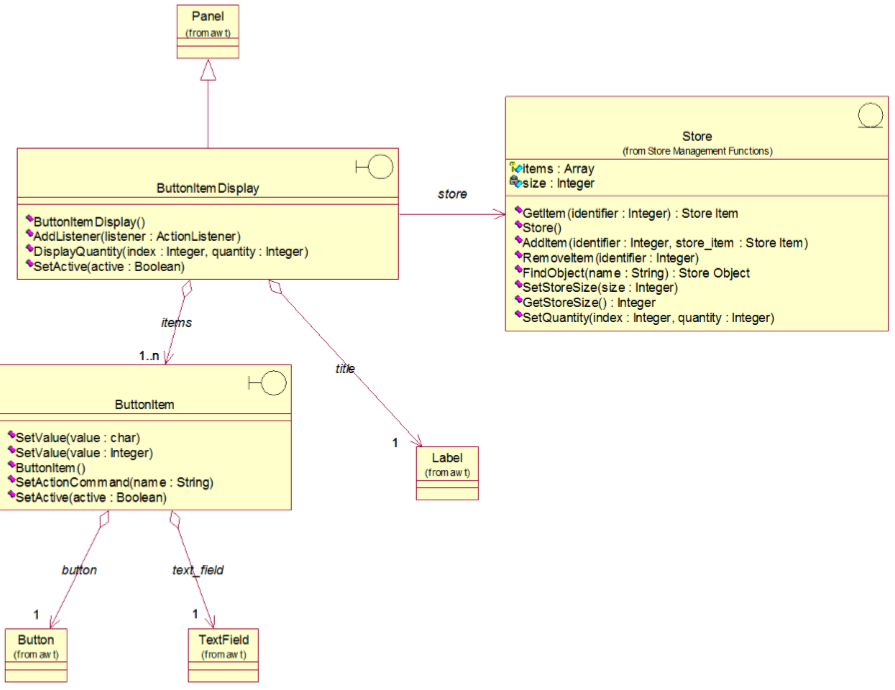 Panel
(from awt)
Store
(from Store Management Functions)
items : Array
size : Integer
GetItem(identifier : Integer) : Store Item
Store()
AddItem(identifier : Integer, store_item : Store Item)
RemoveItem(identifier : Integer)
FindObject(name : String) : Store Object
SetStoreSize(size : Integer)
GetStoreSize() : Integer
SetQuantity(index : Integer, quantity : Integer)
ButtonItem Display
ButtonItem Display()
AddListener(listener : ActionListener)
DisplayQuantity(index : Integer, quantity : Integer)
SetActive(active : Boolean)
store
items
1..n
title
1
ButtonItem
SetValue(value : char)
SetValue(value : Integer)
ButtonItem()
SetActionCommand(name : String)
SetActive(active : Boolean)
Label
(from awt)
button
text_field
1
1
Button
(from awt)
TextField
(from awt)